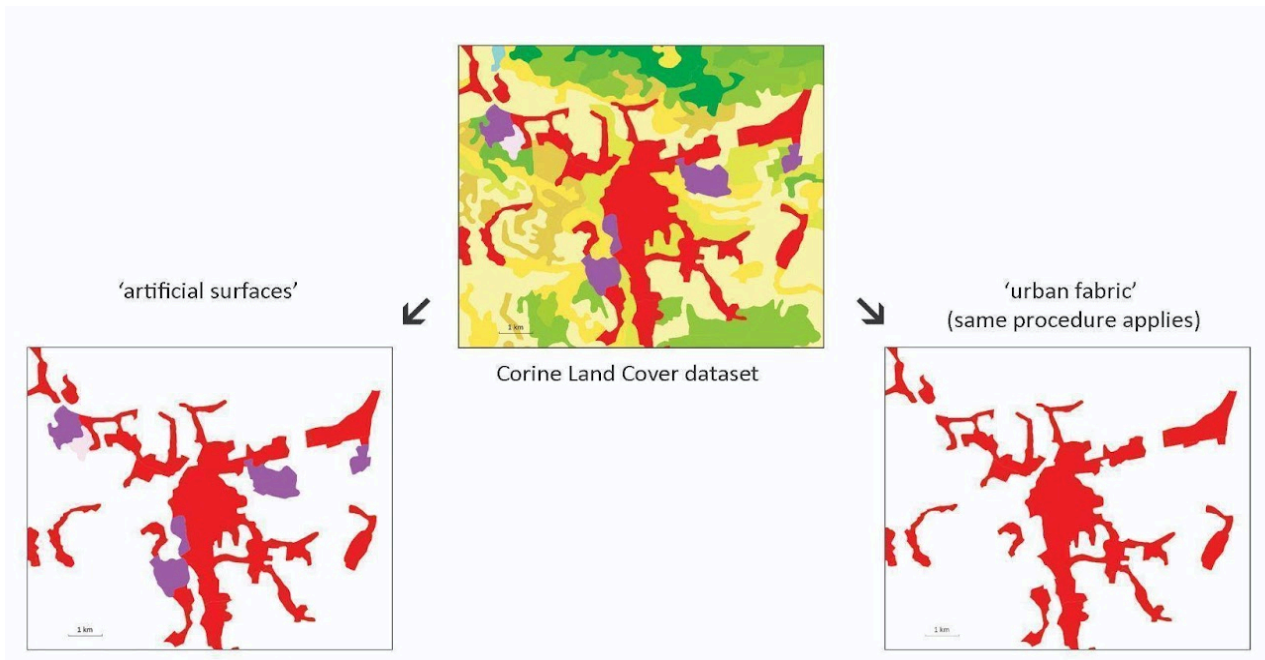 1 km
Corine Land Cover dataset
‘artificial surfaces’
1 km
‘urban fabric’
(same procedure applies)
1 km